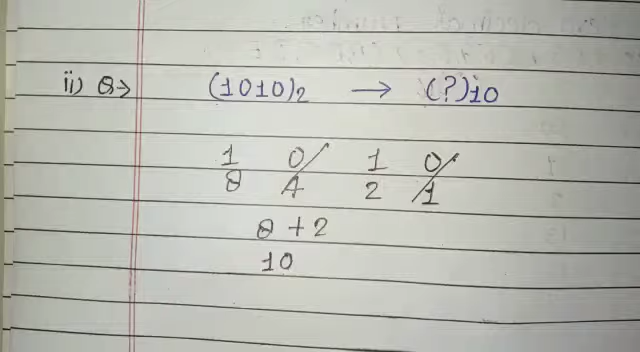 ii) Q→ (1010)2 → (?)10
1 0 1 0
8 4 2 1
8 + 2
10